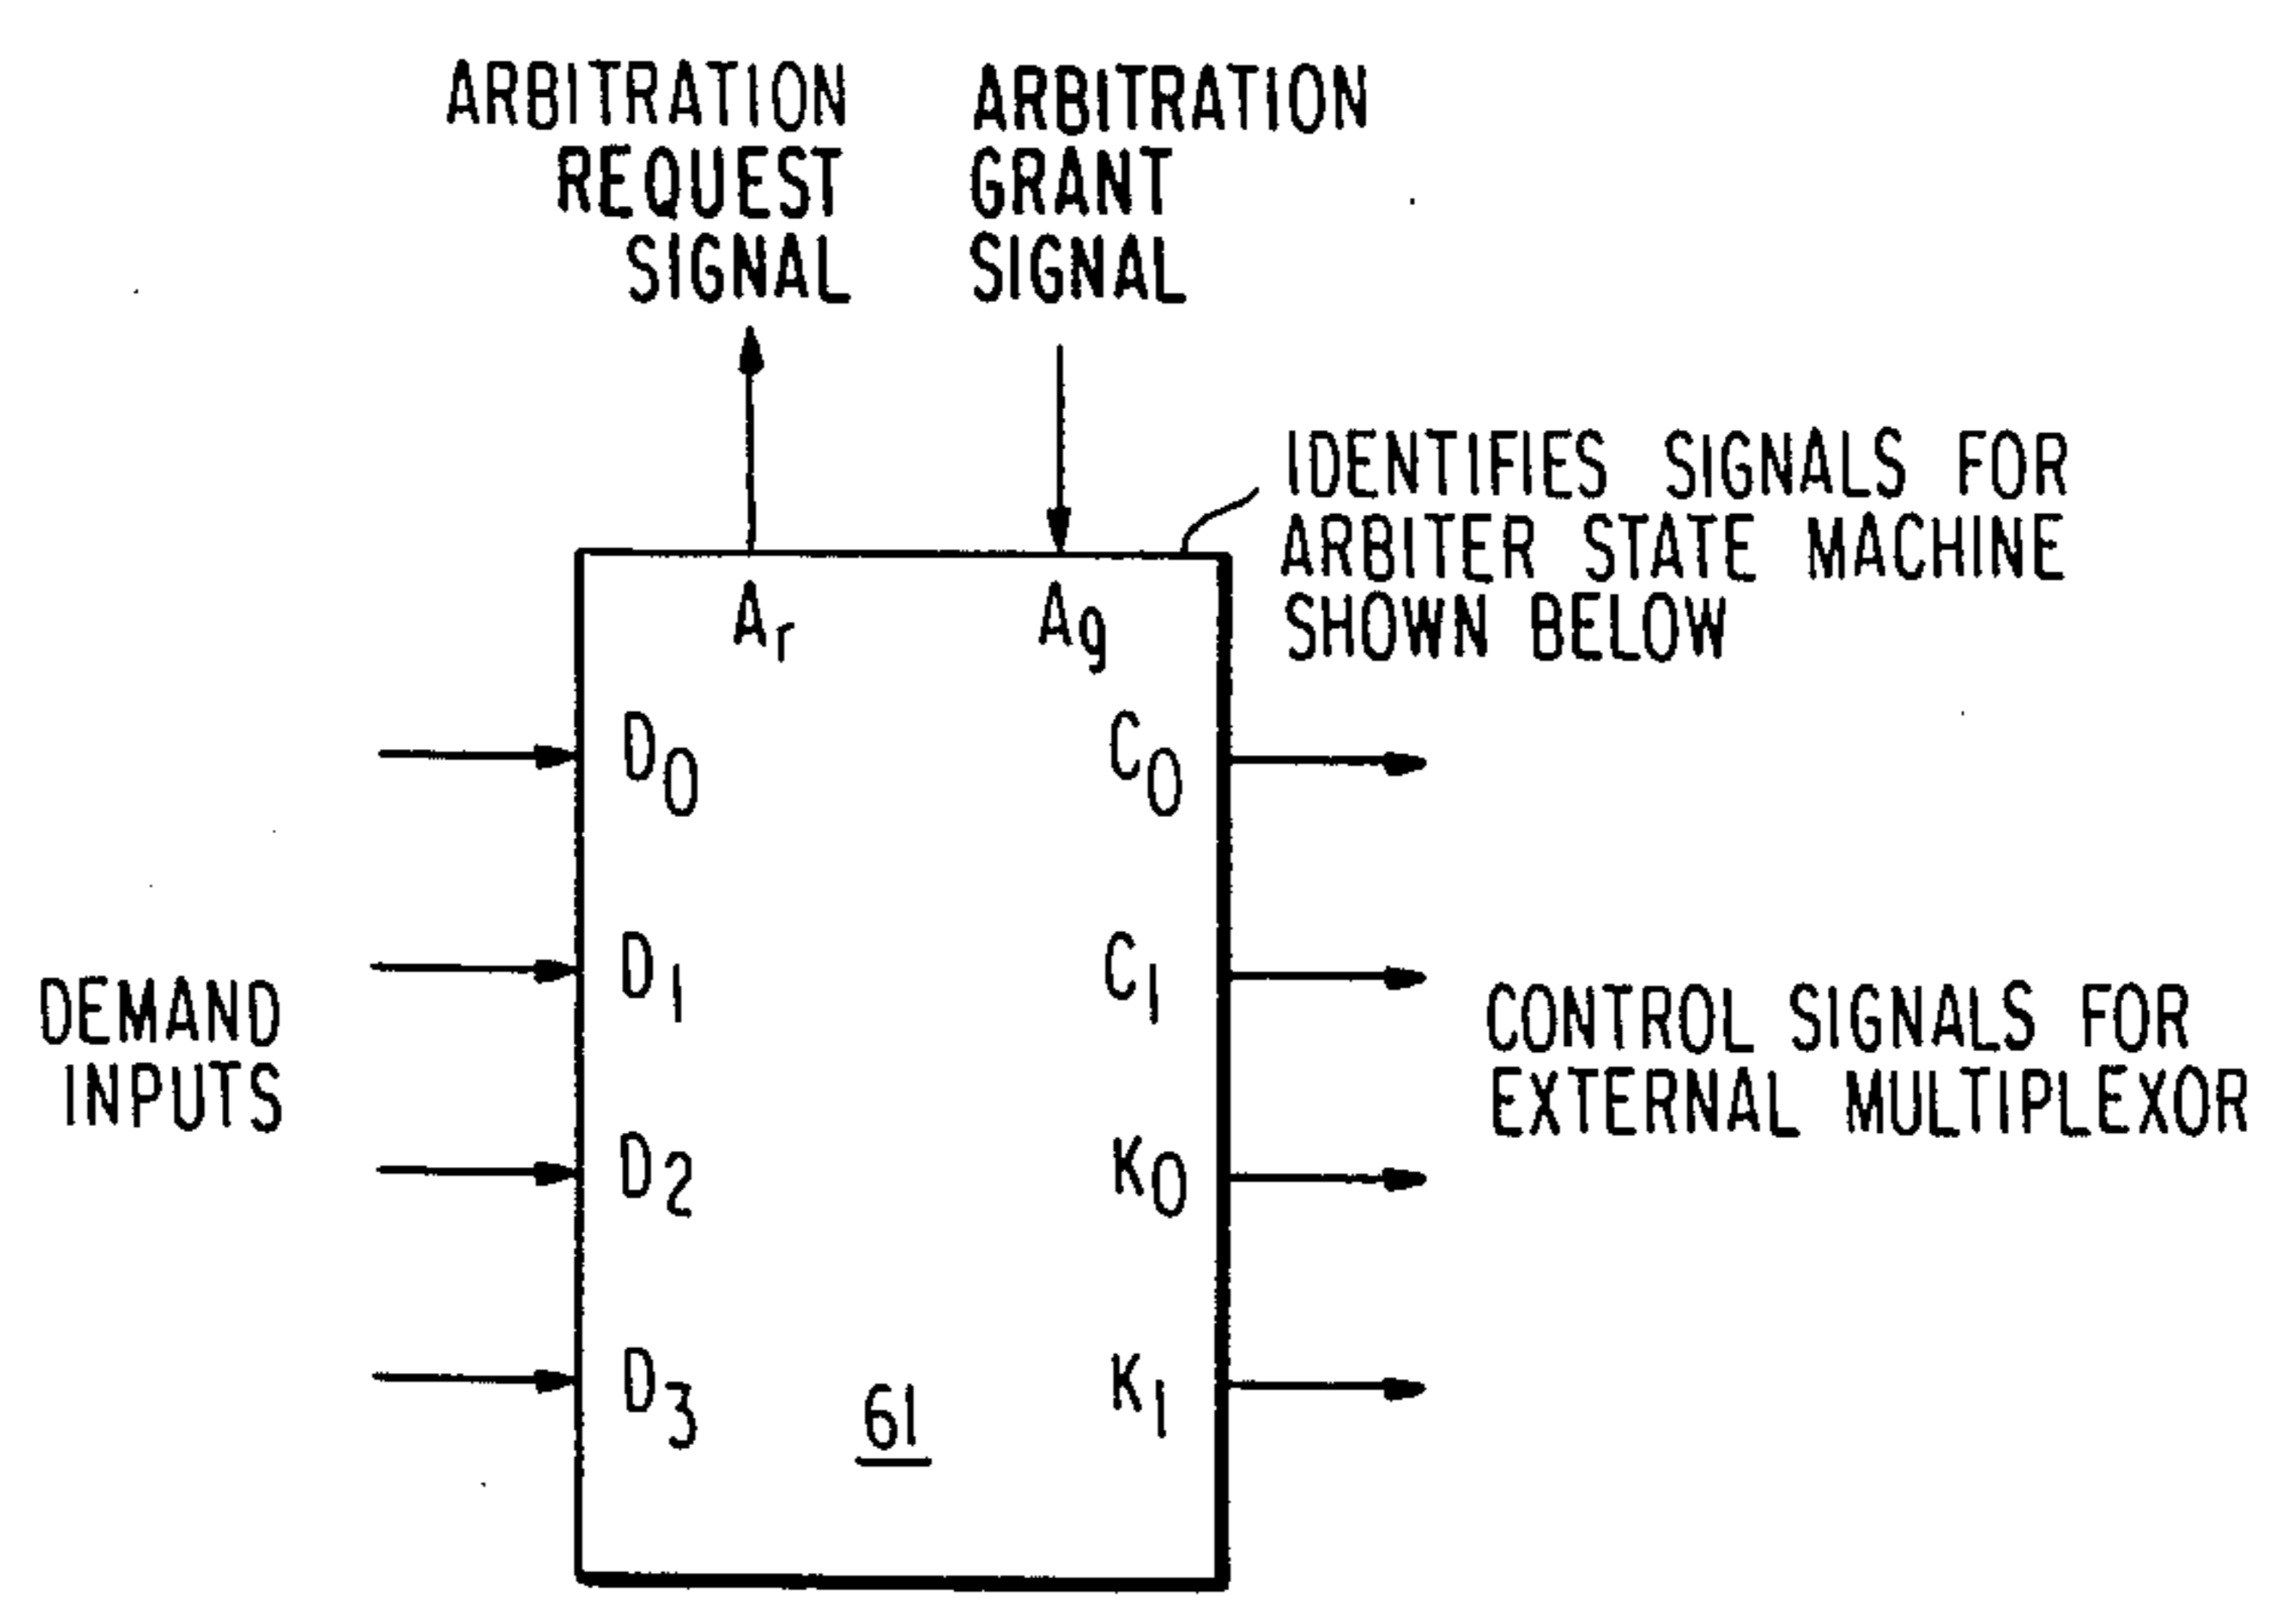 ARBITRATION
REQUEST
SIGNAL
ARBITRATION
GRANT
SIGNAL
IDENTIFIES SIGNALS FOR
ARBITER STATE MACHINE
SHOWN BELOW
Ar
Ag
D0
C0
D1
C1
DEMAND
INPUTS
CONTROL SIGNALS FOR
EXTERNAL MULTIPLEXOR
D2
K0
D3
K1
61